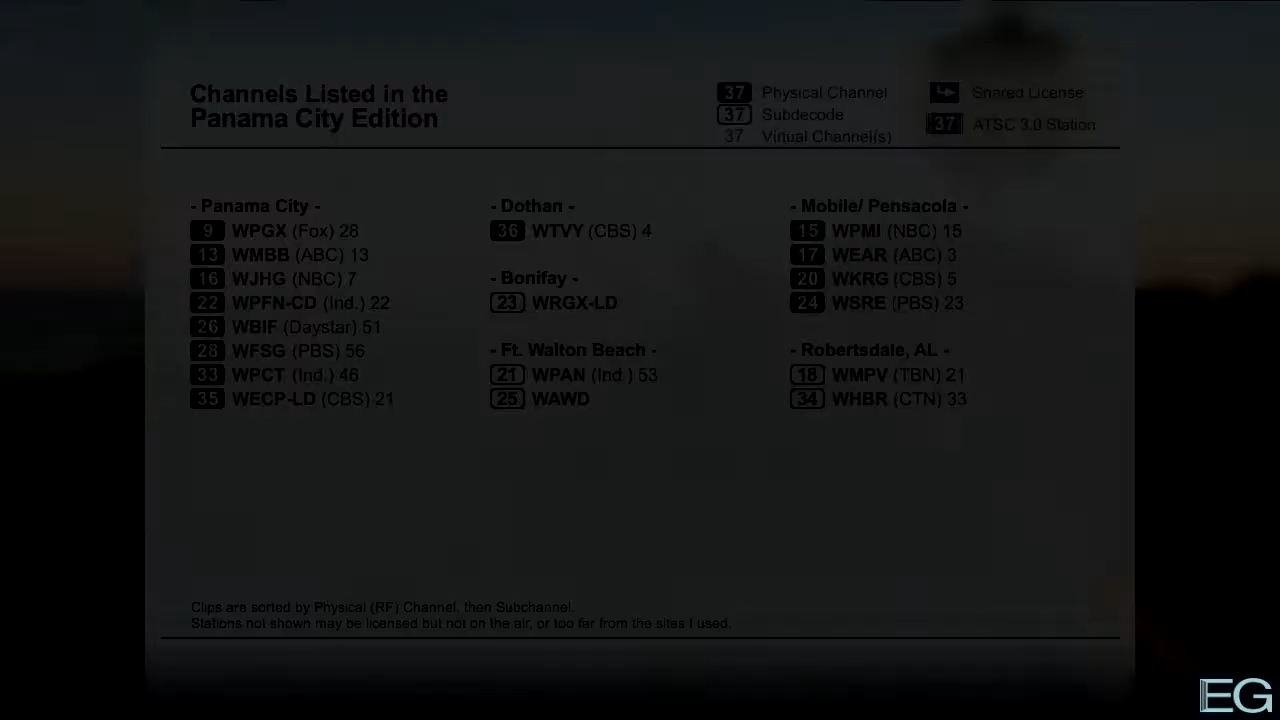 Channels Listed in the
Panama City Edition
37 Physical Channel
37 Subdecode
37 Virtual Channel(s)
Shared License
37 ATSC 3.0 Station
- Panama City -
9 WPGX (Fox) 28
13 WMBB (ABC) 13
16 WJHG (NBC) 7
22 WPFN-CD (Ind.) 22
26 WBIF (Daystar) 51
28 WFSG (PBS) 56
33 WPCT (Ind.) 46
35 WECP-LD (CBS) 21
- Dothan -
36 WTVY (CBS) 4
- Bonifay -
23 WRGX-LD
- Ft. Walton Beach -
21 WPAN (Ind.) 53
25 WAWD
- Mobile/ Pensacola -
15 WPMI (NBC) 15
17 WEAR (ABC) 3
20 WKRG (CBS) 5
24 WSRE (PBS) 23
- Robertsdale, AL -
18 WMPV (TBN) 21
34 WHBR (CTN) 33
Clips are sorted by Physical (RF) Channel, then Subchannel.
Stations not shown may be licensed but not on the air, or too far from the sites I used.
EG